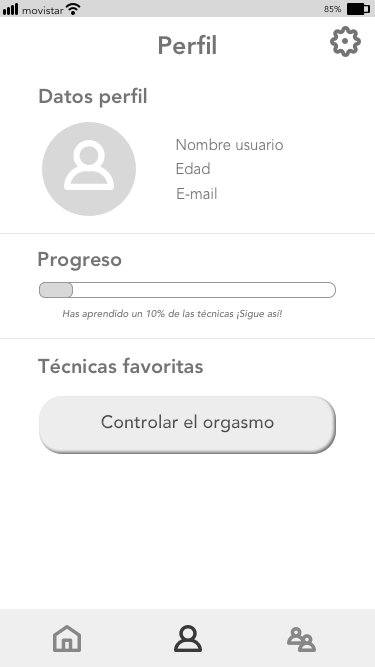 movistar 85%
Perfil
Datos perfil
Nombre usuario
Edad
E-mail
Progreso
Has aprendido un 10% de las técnicas ¡Sigue así!
Técnicas favoritas
Controlar el orgasmo